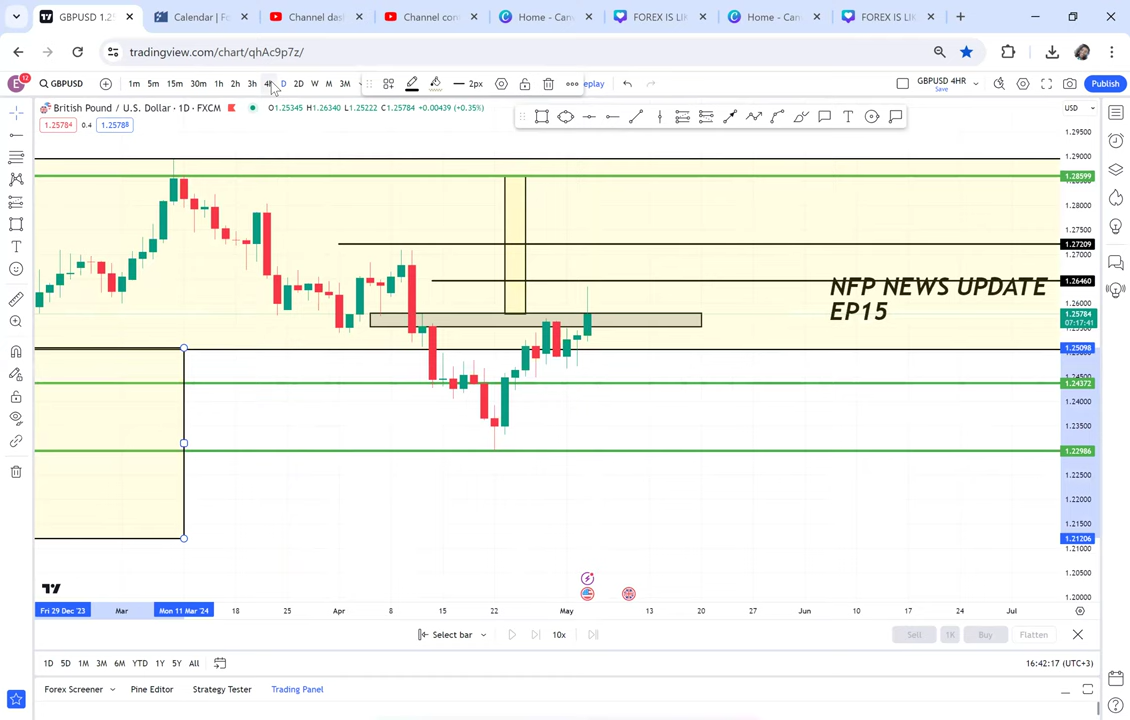 GBPUSD 1.25
Calendar | Fo
Channel das
Channel con
Home - Can
FOREX IS LIK
Home - Can
FOREX IS LIK
tradingview.com/chart/qhAc9p7z/
E 12 GBPUSD 1m 5m 15m 30m 1h 2h 3h D 2D W M 3M 2px eplay GBPUSD 4HR Save Publish
British Pound / U.S. Dollar · 1D · FXCM O1.25345 H1.26340 L1.25222 C1.25784 +0.00439 (+0.35%) USD
1.25784 0.4 1.25788
1.29500
1.29000
1.28599
1.28000
1.27500
1.27209
1.27000
1.26460
1.26000
NFP NEWS UPDATE
EP15
1.25784
07:17:41
1.25098
1.24372
1.24000
1.23500
1.22986
1.22500
1.22000
1.21500
1.21206
1.21000
1.20500
1.20000
Fri 29 Dec '23 Mar Mon 11 Mar '24 18 25 Apr 8 15 22 May 13 20 27 Jun 10 17 24 Jul
Select bar 10x Sell 1K Buy Flatten
1D 5D 1M 3M 6M YTD 1Y 5Y All 16:42:17 (UTC+3)
Forex Screener Pine Editor Strategy Tester Trading Panel